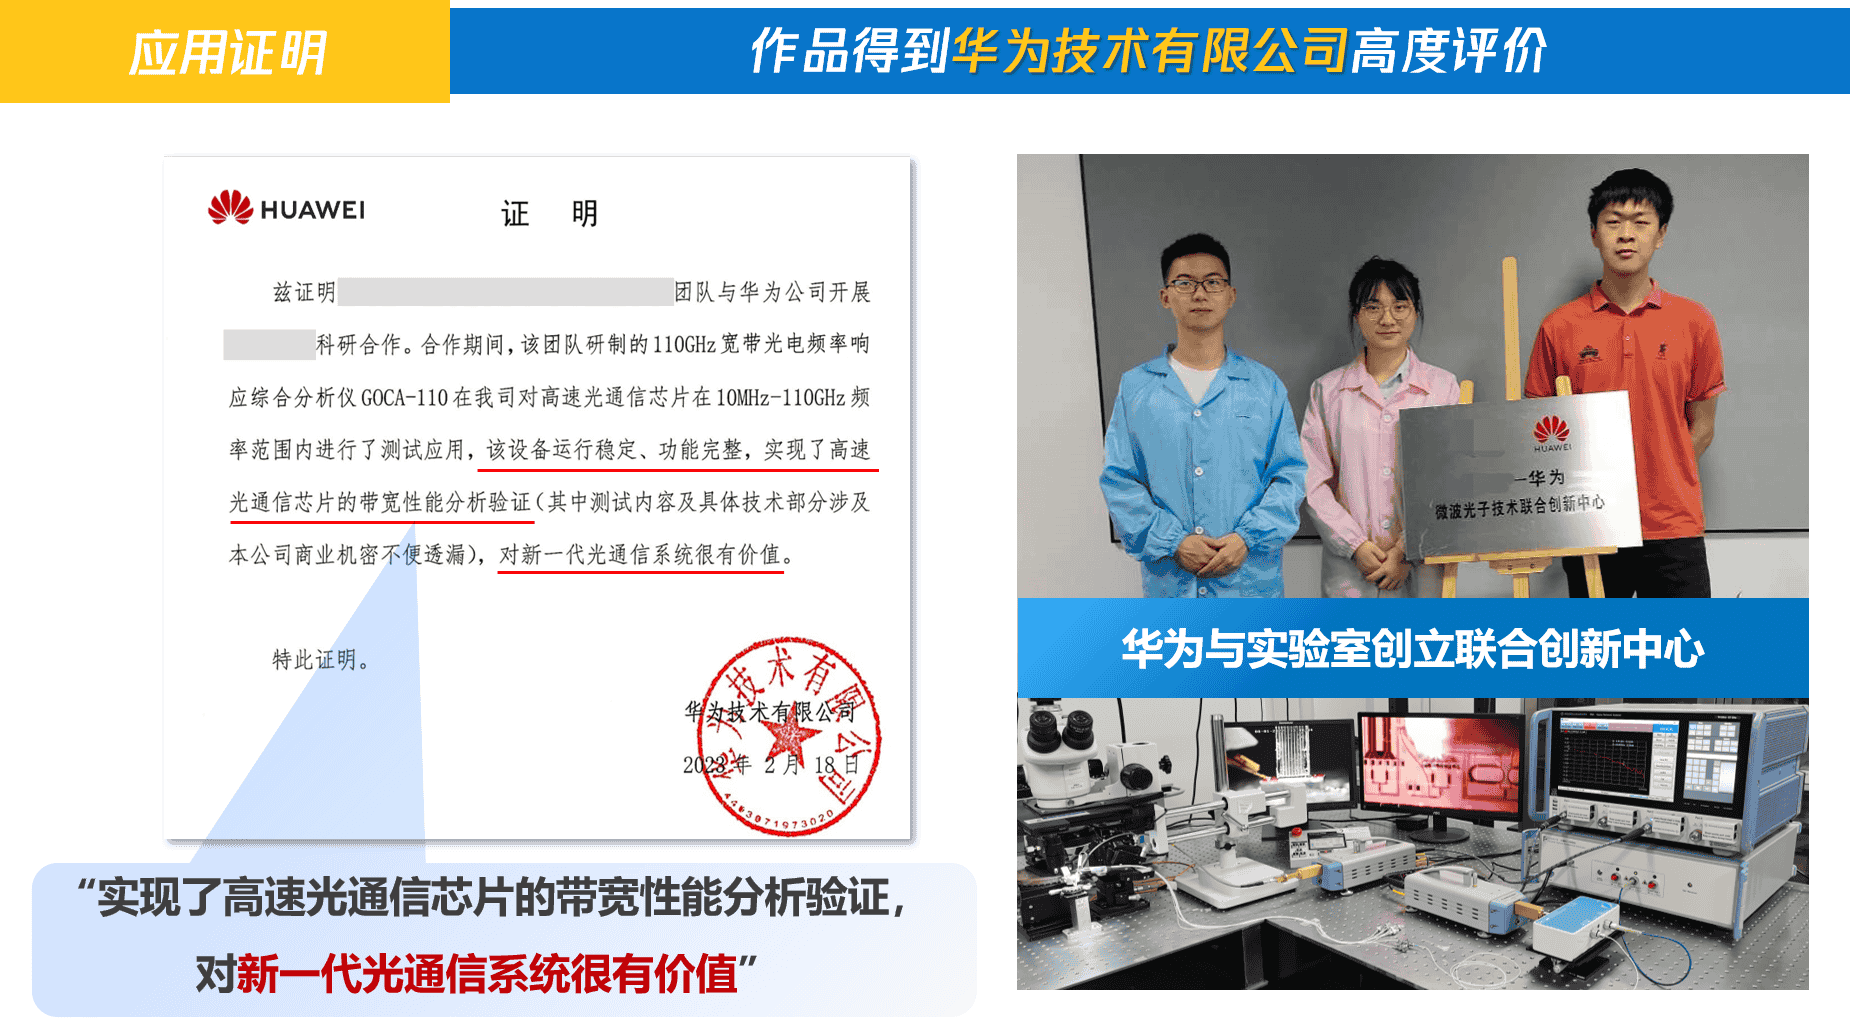 应用证明
作品得到华为技术有限公司高度评价
HUAWEI
证 明
兹证明
团队与华为公司开展
科研合作。合作期间，该团队研制的110GHz宽带光电频率响
应综合分析仪GOCA-110在我司对高速光通信芯片在10MHz-110GHz频
率范围内进行了测试应用，该设备运行稳定、功能完整，实现了高速
光通信芯片的带宽性能分析验证（其中测试内容及具体技术部分涉及
本公司商业机密不便透漏），对新一代光通信系统很有价值。
特此证明。
华为技术有限公司
2023 年 2 月 18 日
华为技术有限公司
4453071973020
“实现了高速光通信芯片的带宽性能分析验证，
对新一代光通信系统很有价值”
HUAWEI
—华为
微波光子技术联合创新中心
华为与实验室创立联合创新中心